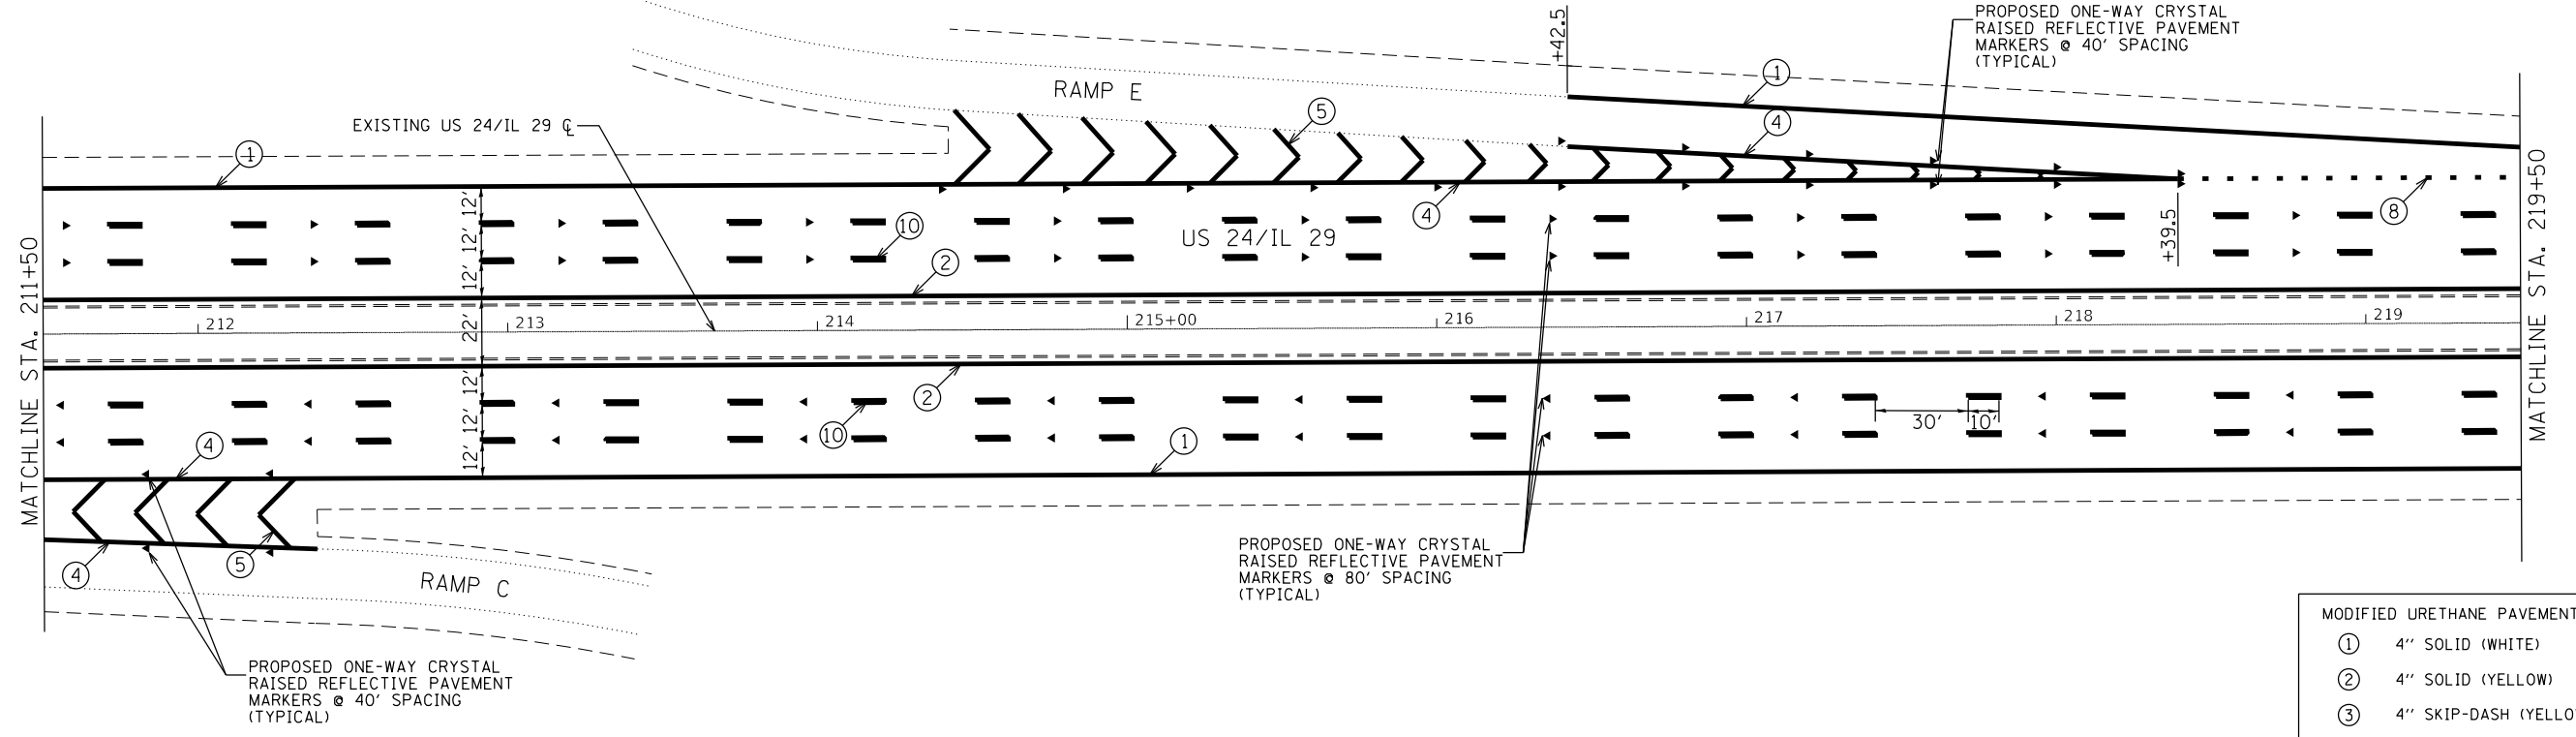 PROPOSED ONE-WAY CRYSTAL
RAISED REFLECTIVE PAVEMENT
MARKERS @ 40' SPACING
(TYPICAL)
+42.5
1
RAMP E
5
4
EXISTING US 24/IL 29 ℄
1
MATCHLINE STA. 211+50
12'
12'
12'
22'
12'
12'
12'
10
US 24/IL 29
4
8
+39.5
MATCHLINE STA. 219+50
2
212
213
214
215+00
216
217
218
219
2
10
30'
10'
4
1
4
5
RAMP C
PROPOSED ONE-WAY CRYSTAL
RAISED REFLECTIVE PAVEMENT
MARKERS @ 80' SPACING
(TYPICAL)
PROPOSED ONE-WAY CRYSTAL
RAISED REFLECTIVE PAVEMENT
MARKERS @ 40' SPACING
(TYPICAL)
MODIFIED URETHANE PAVEMENT
1 4'' SOLID (WHITE)
2 4'' SOLID (YELLOW)
3 4'' SKIP-DASH (YELLO